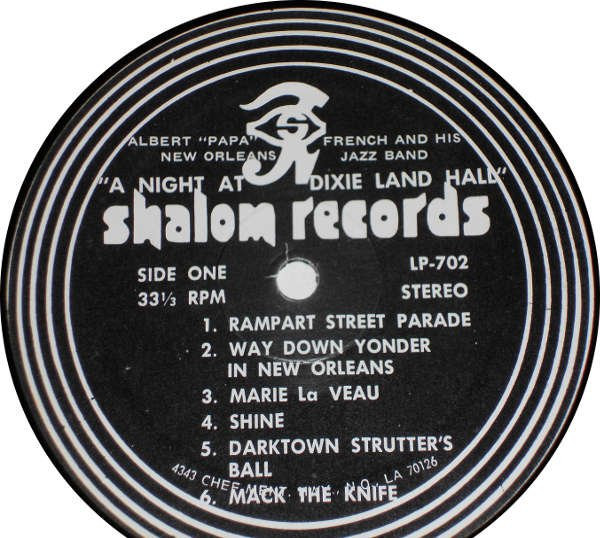 ALBERT "PAPA" FRENCH AND HIS
NEW ORLEANS JAZZ BAND
"A NIGHT AT DIXIE LAND HALL"
shalom records
SIDE ONE LP-702
33⅓ RPM STEREO
1. RAMPART STREET PARADE
2. WAY DOWN YONDER
IN NEW ORLEANS
3. MARIE La VEAU
4. SHINE
5. DARKTOWN STRUTTER'S
BALL
6. MACK THE KNIFE
4343 N.O., LA 70126